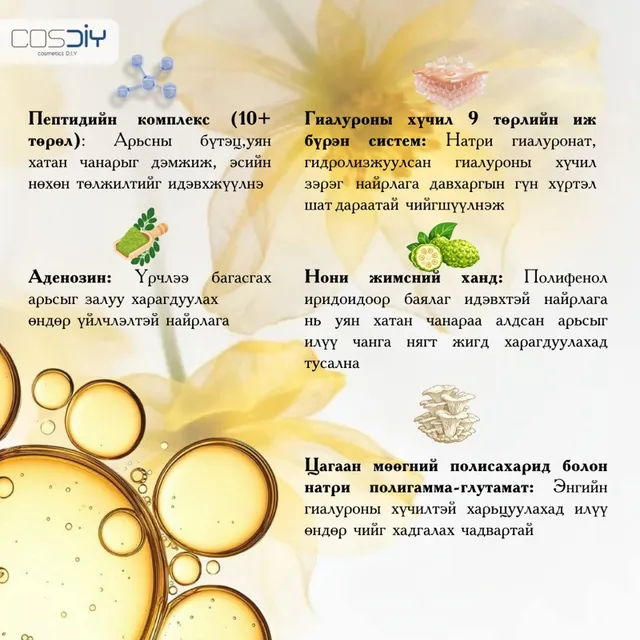 COSDIY
cosmetics D.I.Y
Пептидийн комплекс (10+
төрөл): Арьсны бүтэц,уян
хатан чанарыг дэмжиж, эсийн
нөхөн төлжилтийг идэвхжүүлнэ
Гиалуроны хүчил 9 төрлийн иж
бүрэн систем: Натри гиалуронат,
гидролизжуулсан гиалуроны хүчил
зэрэг найрлага давхаргын гүн хүртэл
шат дараатай чийгшүүлнэж
Аденозин: Үрчлээ багасгах
арьсыг залуу харагдуулах
өндөр үйлчлэлтэй найрлага
Нони жимсний ханд: Полифенол
иридоидоор баялаг идэвхтэй найрлага
нь уян хатан чанараа алдсан арьсыг
илүү чанга нягт жигд харагдуулахад
тусална
Цагаан мөөгний полисахарид болон
натри полигамма-глутамат: Энгийн
гиалуроны хүчилтэй харьцуулахад илүү
өндөр чийг хадгалах чадвартай